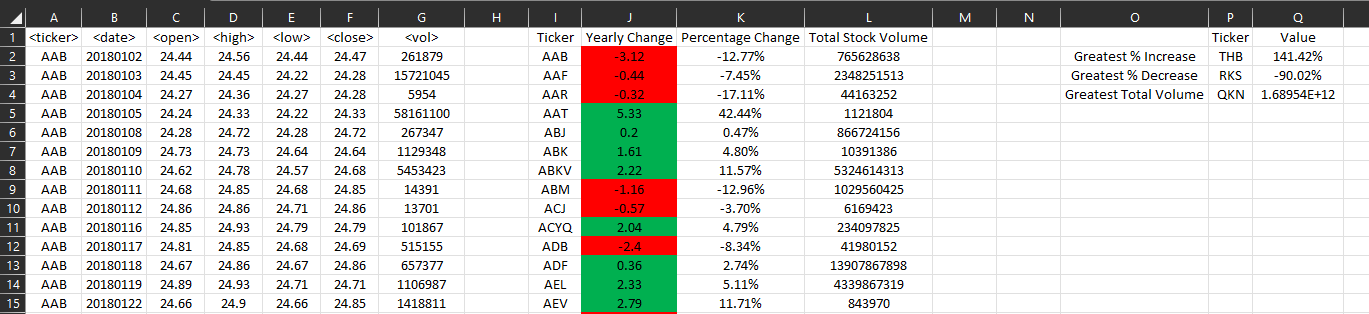 A B C D E F G H I J K L M N O P Q
1 <ticker> <date> <open> <high> <low> <close> <vol> Ticker Yearly Change Percentage Change Total Stock Volume Ticker Value
2 AAB 20180102 24.44 24.56 24.44 24.47 261879 AAB -3.12 -12.77% 765628638 Greatest % Increase THB 141.42%
3 AAB 20180103 24.45 24.45 24.22 24.28 15721045 AAF -0.44 -7.45% 2348251513 Greatest % Decrease RKS -90.02%
4 AAB 20180104 24.27 24.36 24.27 24.28 5954 AAR -0.32 -17.11% 44163252 Greatest Total Volume QKN 1.68954E+12
5 AAB 20180105 24.24 24.33 24.22 24.33 58161100 AAT 5.33 42.44% 1121804
6 AAB 20180108 24.28 24.72 24.28 24.72 267347 ABJ 0.2 0.47% 866724156
7 AAB 20180109 24.73 24.73 24.64 24.64 1129348 ABK 1.61 4.80% 10391386
8 AAB 20180110 24.62 24.78 24.57 24.68 5453423 ABKV 2.22 11.57% 5324614313
9 AAB 20180111 24.68 24.85 24.68 24.85 14391 ABM -1.16 -12.96% 1029560425
10 AAB 20180112 24.86 24.86 24.71 24.86 13701 ACJ -0.57 -3.70% 6169423
11 AAB 20180116 24.85 24.93 24.79 24.79 101867 ACYQ 2.04 4.79% 234097825
12 AAB 20180117 24.81 24.85 24.68 24.69 515155 ADB -2.4 -8.34% 41980152
13 AAB 20180118 24.67 24.86 24.67 24.86 657377 ADF 0.36 2.74% 13907867898
14 AAB 20180119 24.89 24.93 24.71 24.71 1106987 AEL 2.33 5.11% 4339867319
15 AAB 20180122 24.66 24.9 24.66 24.85 1418811 AEV 2.79 11.71% 843970